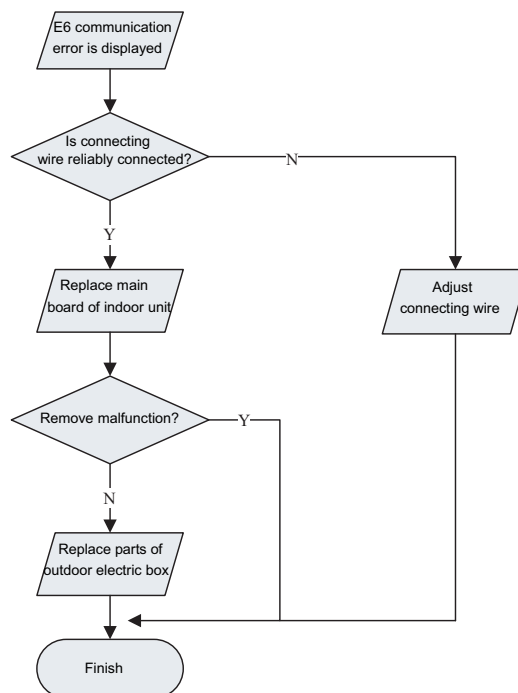 E6 communication
error is displayed
Is connecting
wire reliably connected?
N
Y
Replace main
board of indoor unit
Adjust
connecting wire
Remove malfunction?
Y
N
Replace parts of
outdoor electric box
Finish